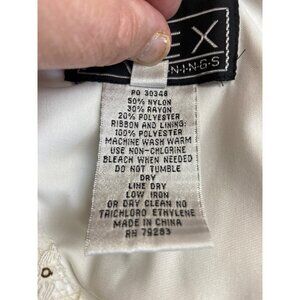 EX
NINGS
PO 30348
50% NYLON
30% RAYON
20% POLYESTER
RIBBON AND LINING:
100% POLYESTER
MACHINE WASH WARM
USE NON-CHLORINE
BLEACH WHEN NEEDED
DO NOT TUMBLE
DRY
LINE DRY
LOW IRON
OR DRY CLEAN NO
TRICHLORO ETHYLENE
MADE IN CHINA
RN 79283